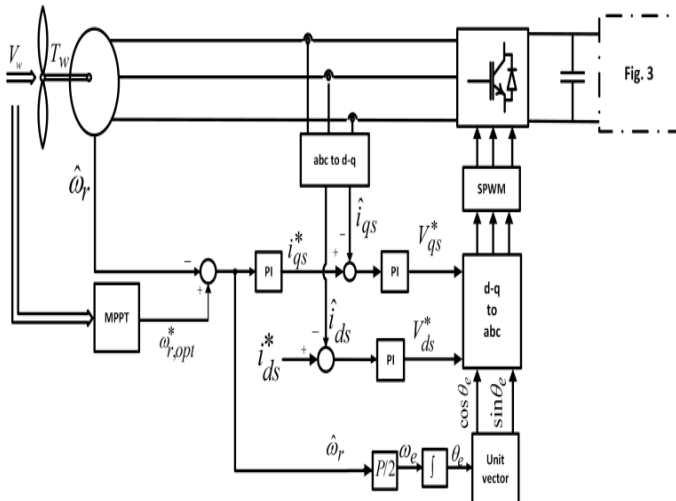 V_w
T_w
Fig. 3
abc to d-q
SPWM
ω̂_r
î_qs
−
−
i*_qs
+
V*_qs
PI
PI
+
MPPT
ω*_r,opt
d-q
to
abc
−
î_ds
i*_ds
+
V*_ds
PI
cos θ_e
sin θ_e
ω̂_r
P/2
ω_e
∫
θ_e
Unit
vector